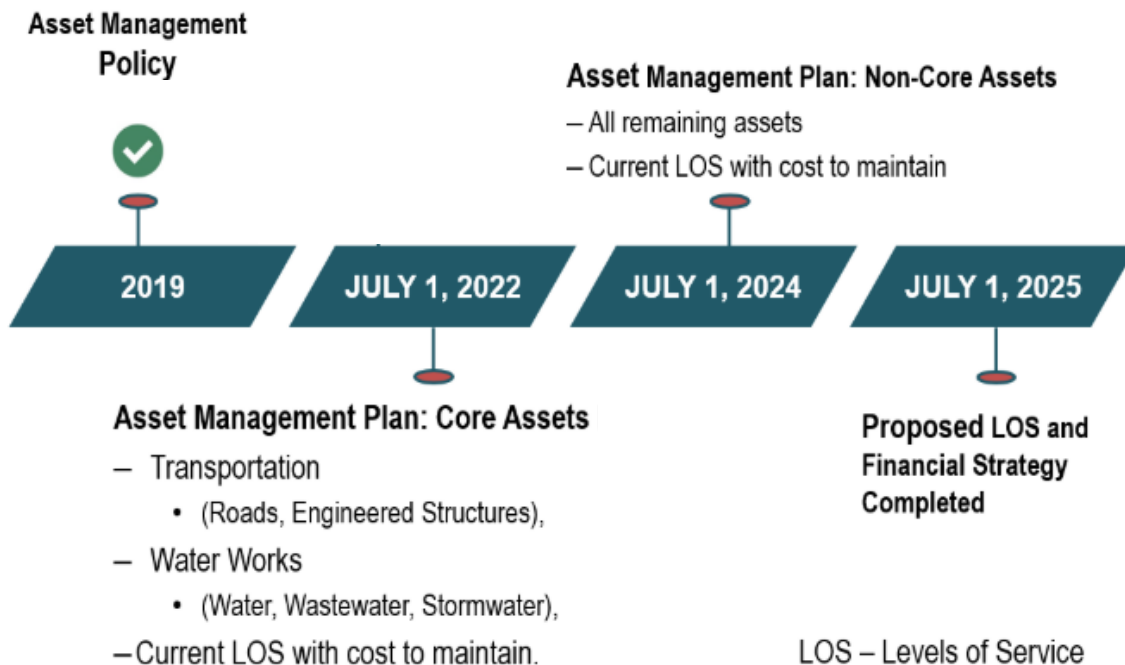 Asset Management
Policy
Asset Management Plan: Non-Core Assets
– All remaining assets
– Current LOS with cost to maintain
2019
JULY 1, 2022
JULY 1, 2024
JULY 1, 2025
Asset Management Plan: Core Assets
– Transportation
• (Roads, Engineered Structures),
– Water Works
• (Water, Wastewater, Stormwater),
– Current LOS with cost to maintain.
Proposed LOS and
Financial Strategy
Completed
LOS – Levels of Service